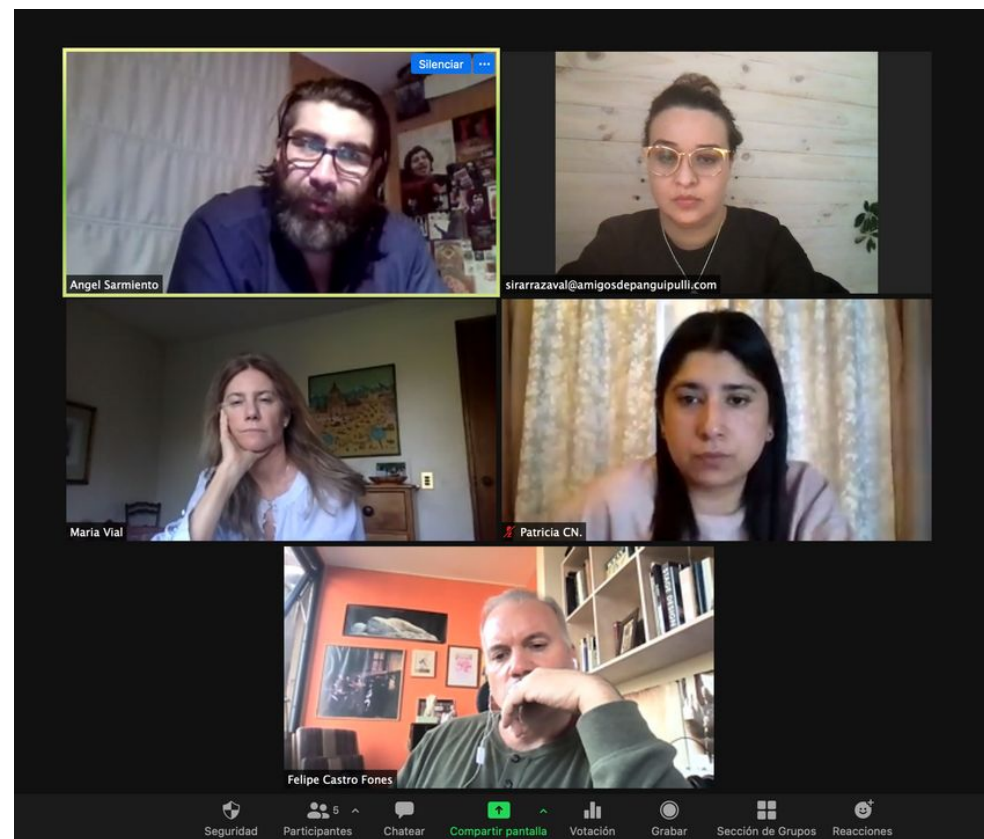 Silenciar ...
Angel Sarmiento
sirarrazaval@amigosdepanguipulli.com
Maria Vial
Patricia CN.
Felipe Castro Fones
5
Seguridad Participantes Chatear Compartir pantalla Votación Grabar Sección de Grupos Reacciones